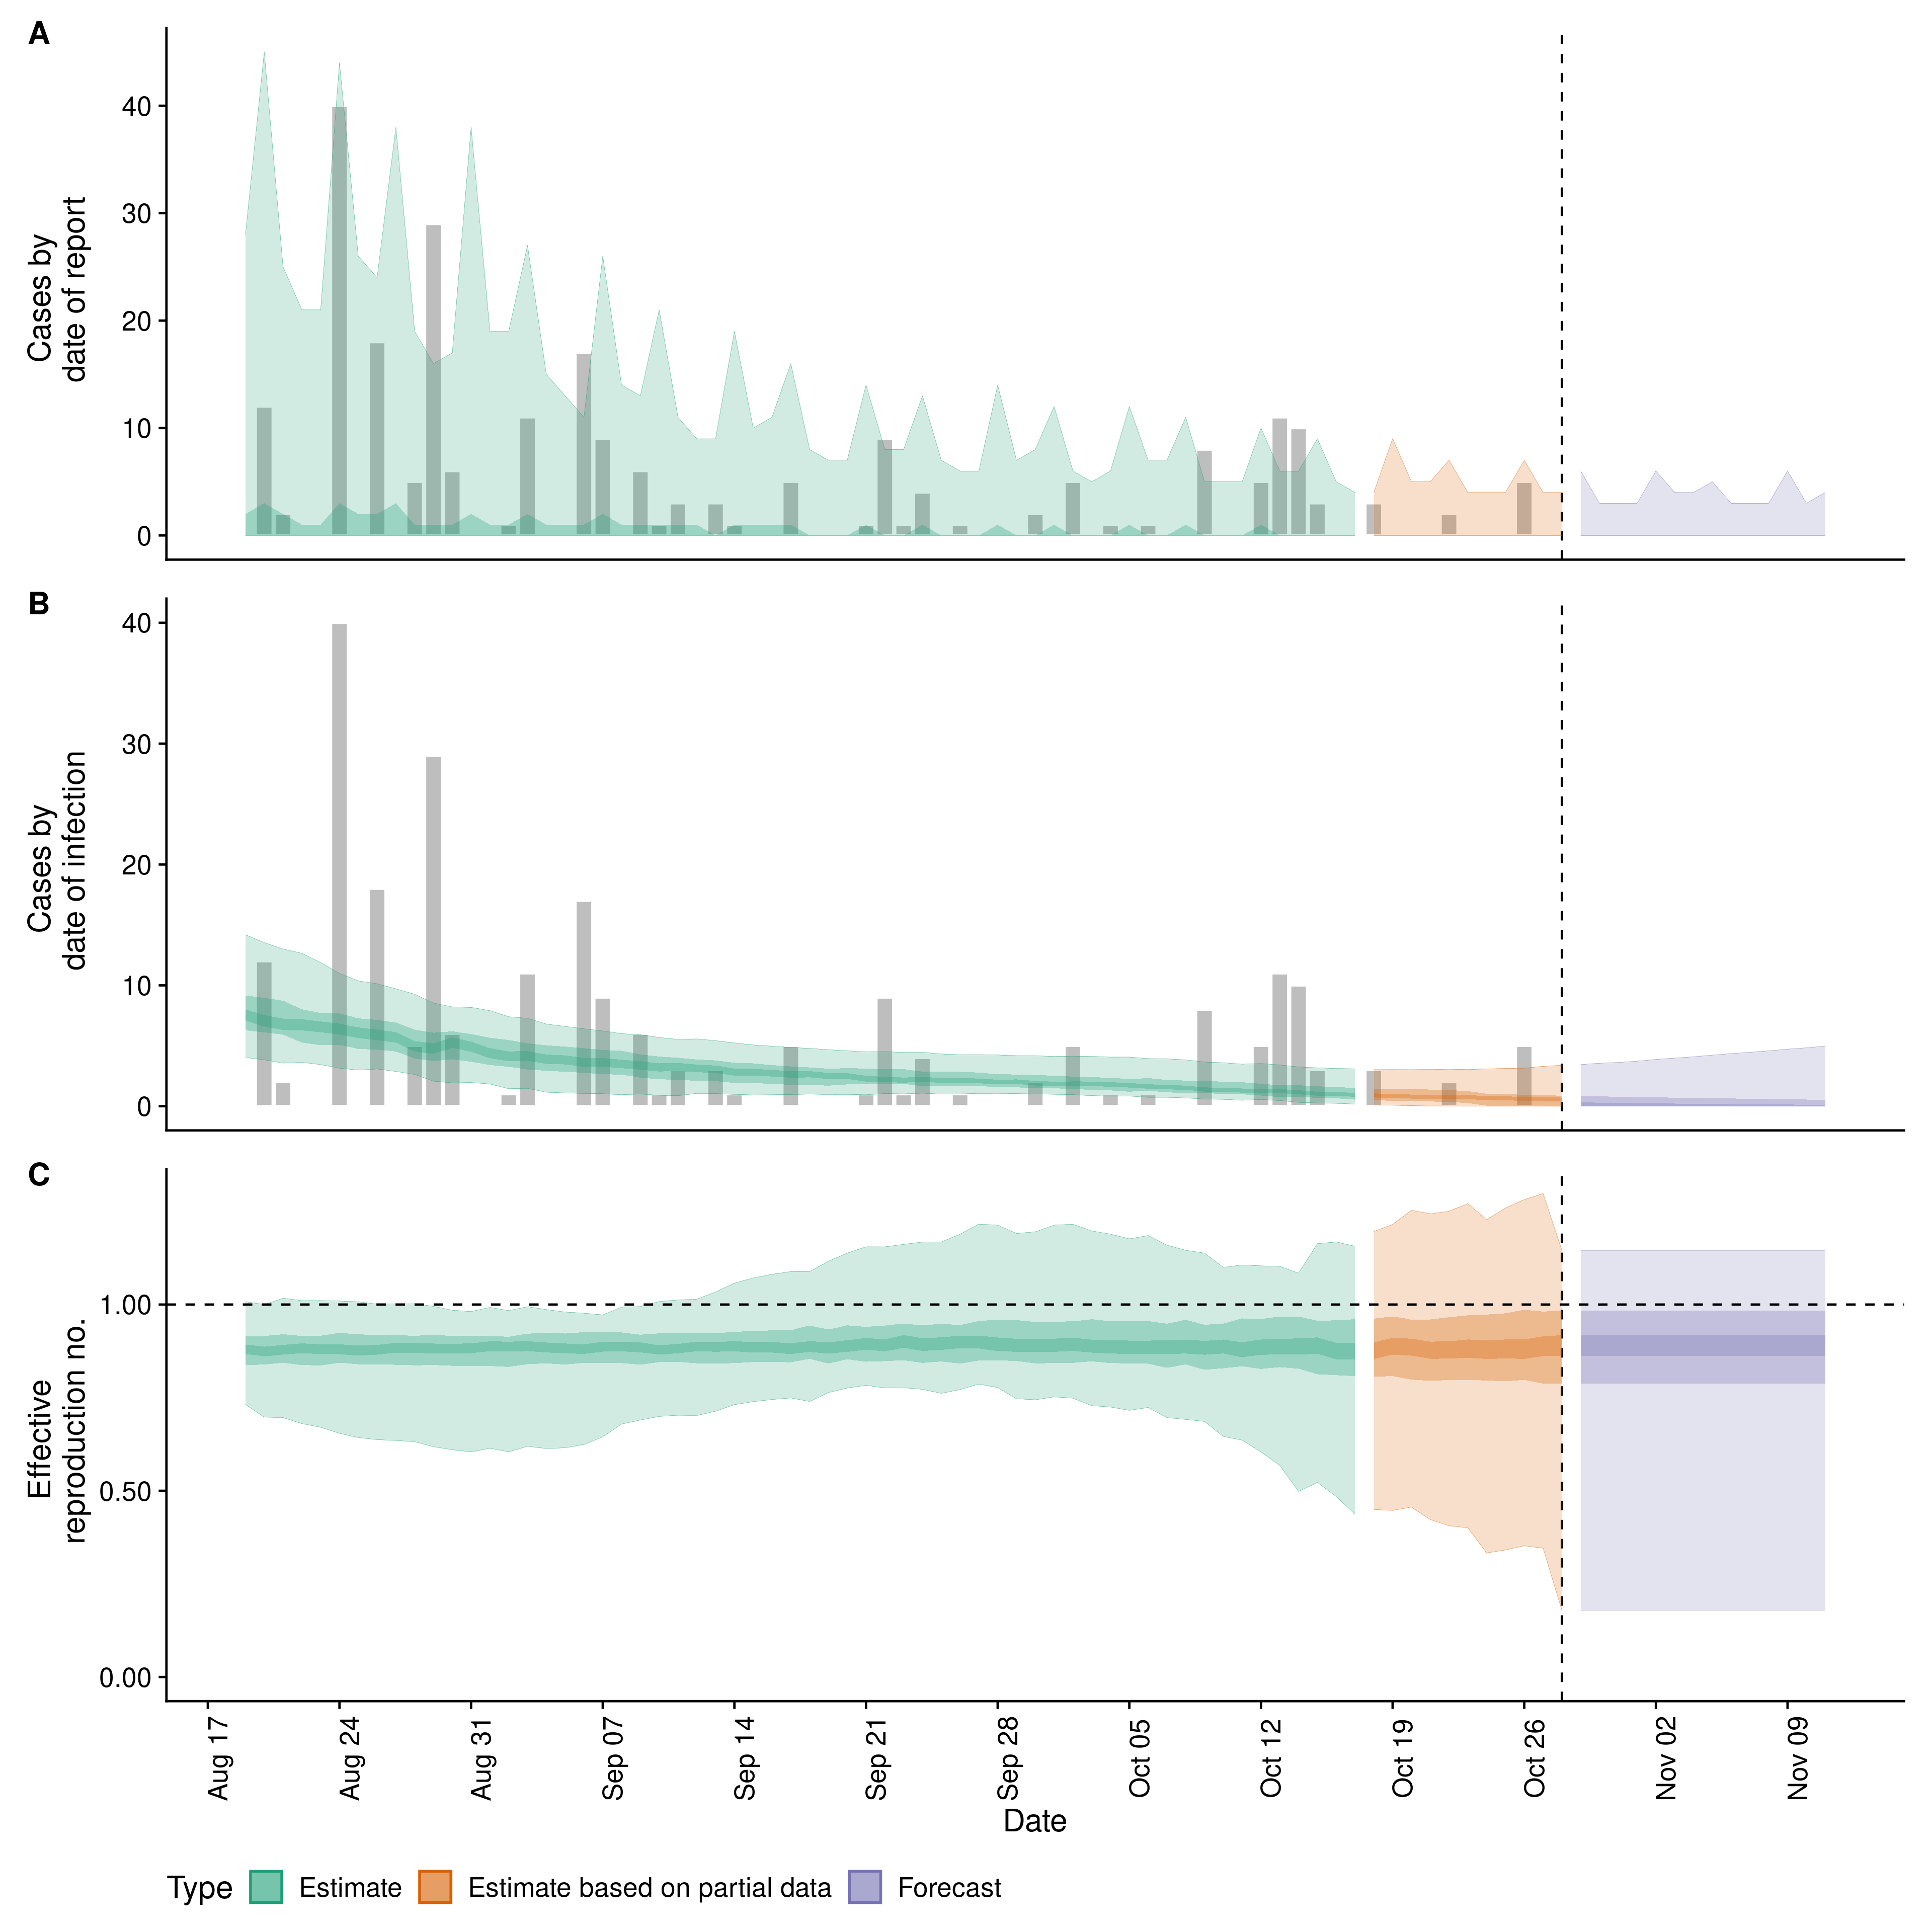 A
Cases by
date of report
40
30
20
10
0
B
Cases by
date of infection
40
30
20
10
0
C
Effective
reproduction no.
1.00
0.50
0.00
Aug 17
Aug 24
Aug 31
Sep 07
Sep 14
Sep 21
Sep 28
Oct 05
Oct 12
Oct 19
Oct 26
Nov 02
Nov 09
Date
Type Estimate Estimate based on partial data Forecast